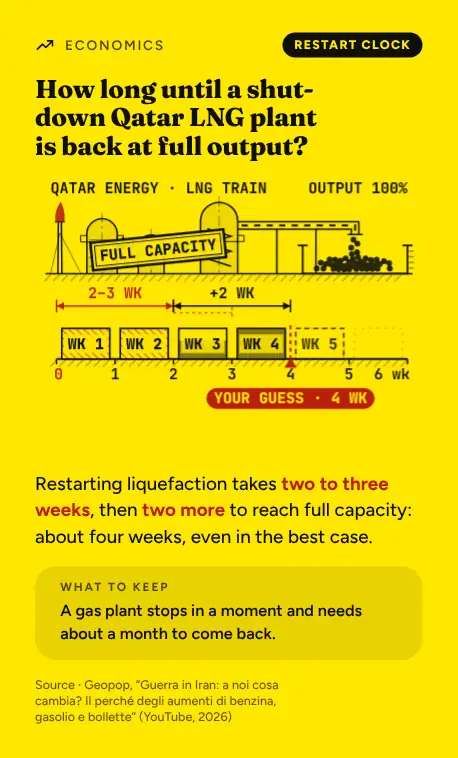 ECONOMICS
RESTART CLOCK
How long until a shut-
down Qatar LNG plant
is back at full output?
QATAR ENERGY · LNG TRAIN
OUTPUT 100%
FULL CAPACITY
2–3 WK
+2 WK
WK 1
WK 2
WK 3
WK 4
WK 5
0 1 2 3 4 5 6 wk
YOUR GUESS · 4 WK
Restarting liquefaction takes two to three
weeks, then two more to reach full capacity:
about four weeks, even in the best case.
WHAT TO KEEP
A gas plant stops in a moment and needs
about a month to come back.
Source · Geopop, “Guerra in Iran: a noi cosa
cambia? Il perché degli aumenti di benzina,
gasolio e bollette” (YouTube, 2026)